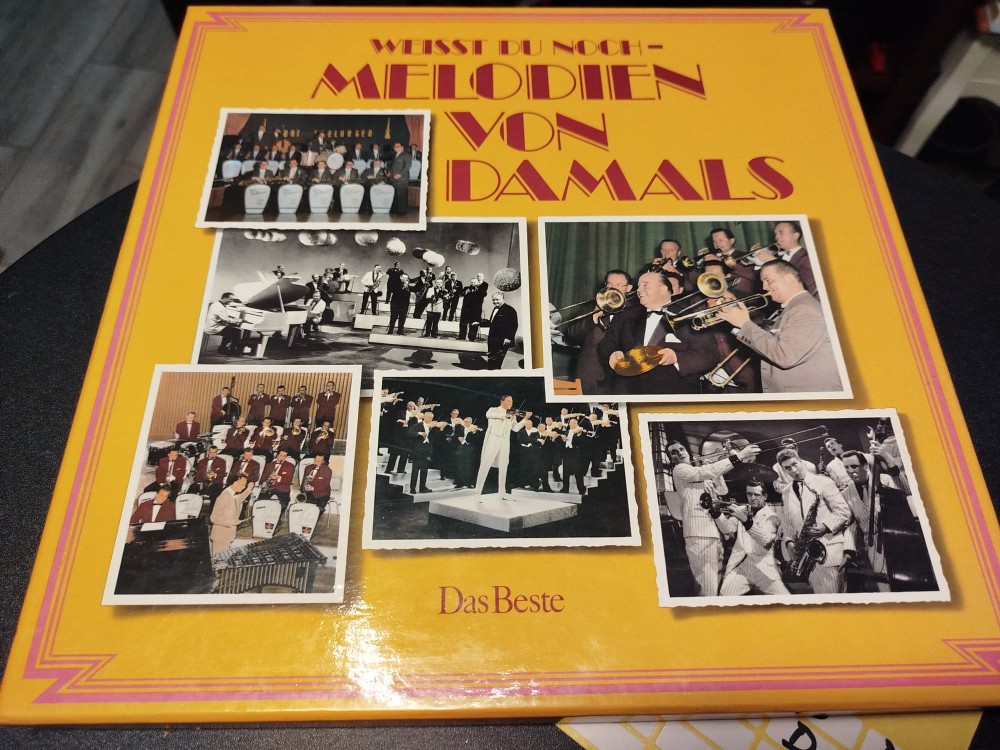 WEISST DU NOCH –
MELODIEN
VON
DAMALS
Das Beste